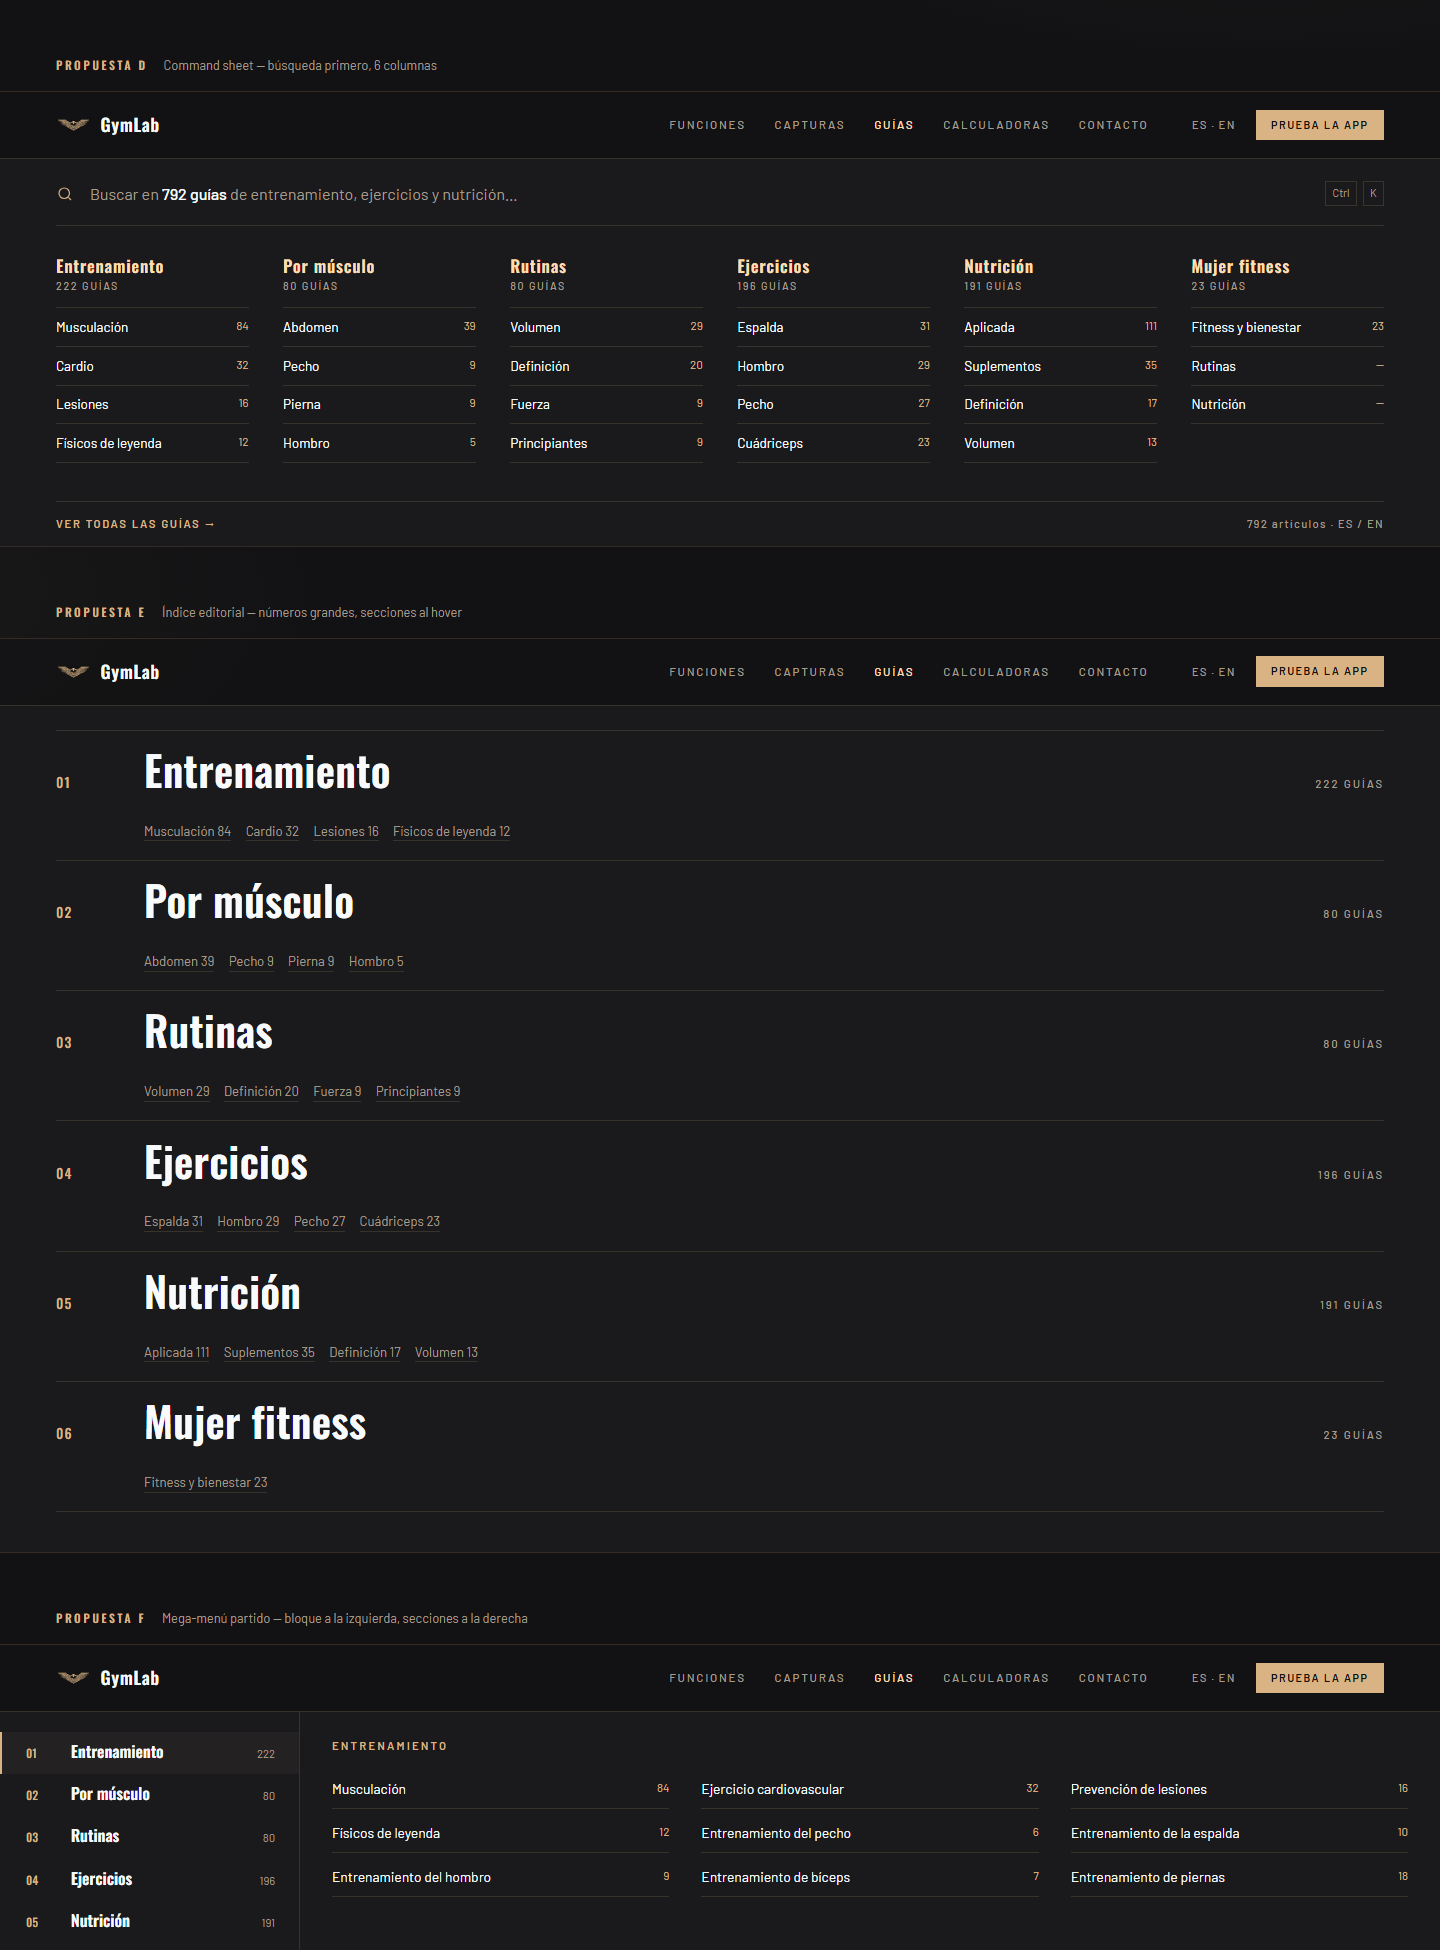 PROPUESTA D Command sheet — búsqueda primero, 6 columnas
GymLab FUNCIONES CAPTURAS GUÍAS CALCULADORAS CONTACTO ES · EN PRUEBA LA APP
Buscar en 792 guías de entrenamiento, ejercicios y nutrición... Ctrl K
Entrenamiento Por músculo Rutinas Ejercicios Nutrición Mujer fitness
222 GUÍAS 80 GUÍAS 80 GUÍAS 196 GUÍAS 191 GUÍAS 23 GUÍAS
Musculación 84 Abdomen 39 Volumen 29 Espalda 31 Aplicada 111 Fitness y bienestar 23
Cardio 32 Pecho 9 Definición 20 Hombro 29 Suplementos 35 Rutinas —
Lesiones 16 Pierna 9 Fuerza 9 Pecho 27 Definición 17 Nutrición —
Físicos de leyenda 12 Hombro 5 Principiantes 9 Cuádriceps 23 Volumen 13
VER TODAS LAS GUÍAS → 792 artículos · ES / EN
PROPUESTA E Índice editorial — números grandes, secciones al hover
GymLab FUNCIONES CAPTURAS GUÍAS CALCULADORAS CONTACTO ES · EN PRUEBA LA APP
01 Entrenamiento 222 GUÍAS
Musculación 84 Cardio 32 Lesiones 16 Físicos de leyenda 12
02 Por músculo 80 GUÍAS
Abdomen 39 Pecho 9 Pierna 9 Hombro 5
03 Rutinas 80 GUÍAS
Volumen 29 Definición 20 Fuerza 9 Principiantes 9
04 Ejercicios 196 GUÍAS
Espalda 31 Hombro 29 Pecho 27 Cuádriceps 23
05 Nutrición 191 GUÍAS
Aplicada 111 Suplementos 35 Definición 17 Volumen 13
06 Mujer fitness 23 GUÍAS
Fitness y bienestar 23
PROPUESTA F Mega-menú partido — bloque a la izquierda, secciones a la derecha
GymLab FUNCIONES CAPTURAS GUÍAS CALCULADORAS CONTACTO ES · EN PRUEBA LA APP
01 Entrenamiento 222
02 Por músculo 80
03 Rutinas 80
04 Ejercicios 196
05 Nutrición 191
ENTRENAMIENTO
Musculación 84 Ejercicio cardiovascular 32 Prevención de lesiones 16
Físicos de leyenda 12 Entrenamiento del pecho 6 Entrenamiento de la espalda 10
Entrenamiento del hombro 9 Entrenamiento de bíceps 7 Entrenamiento de piernas 18